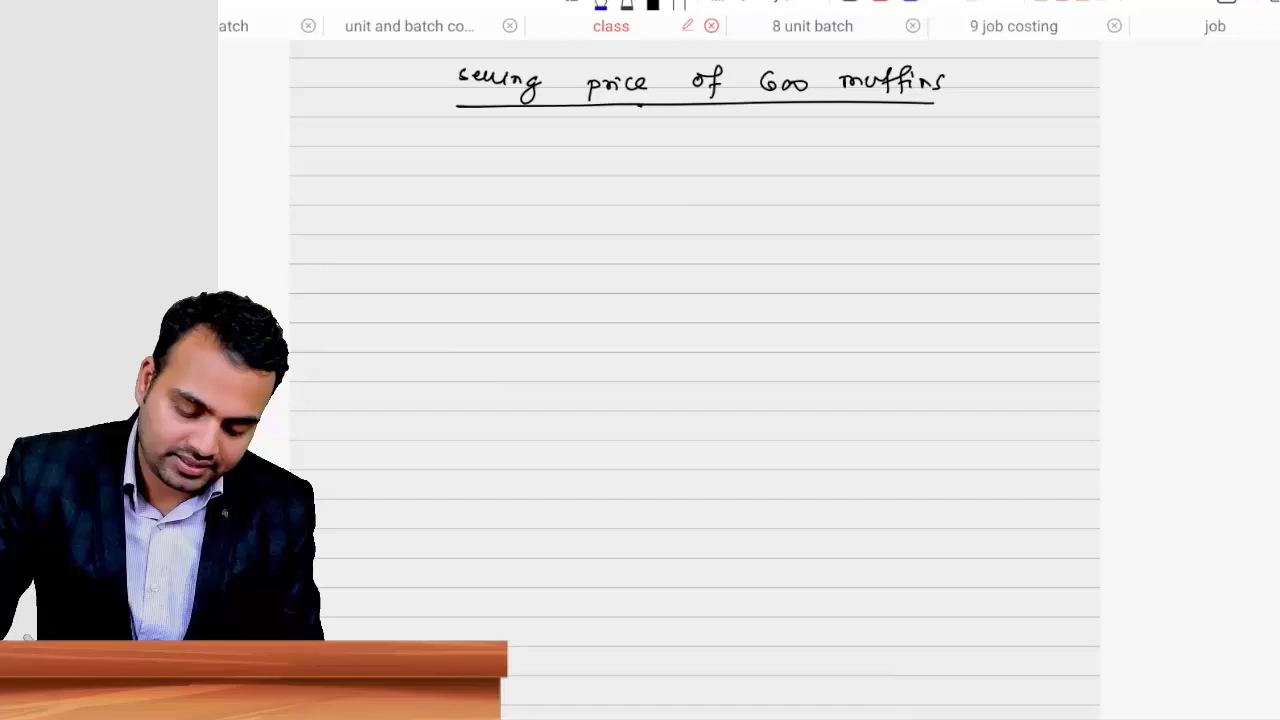 atch unit and batch co... class 8 unit batch 9 job costing job
selling price of 600 muffins